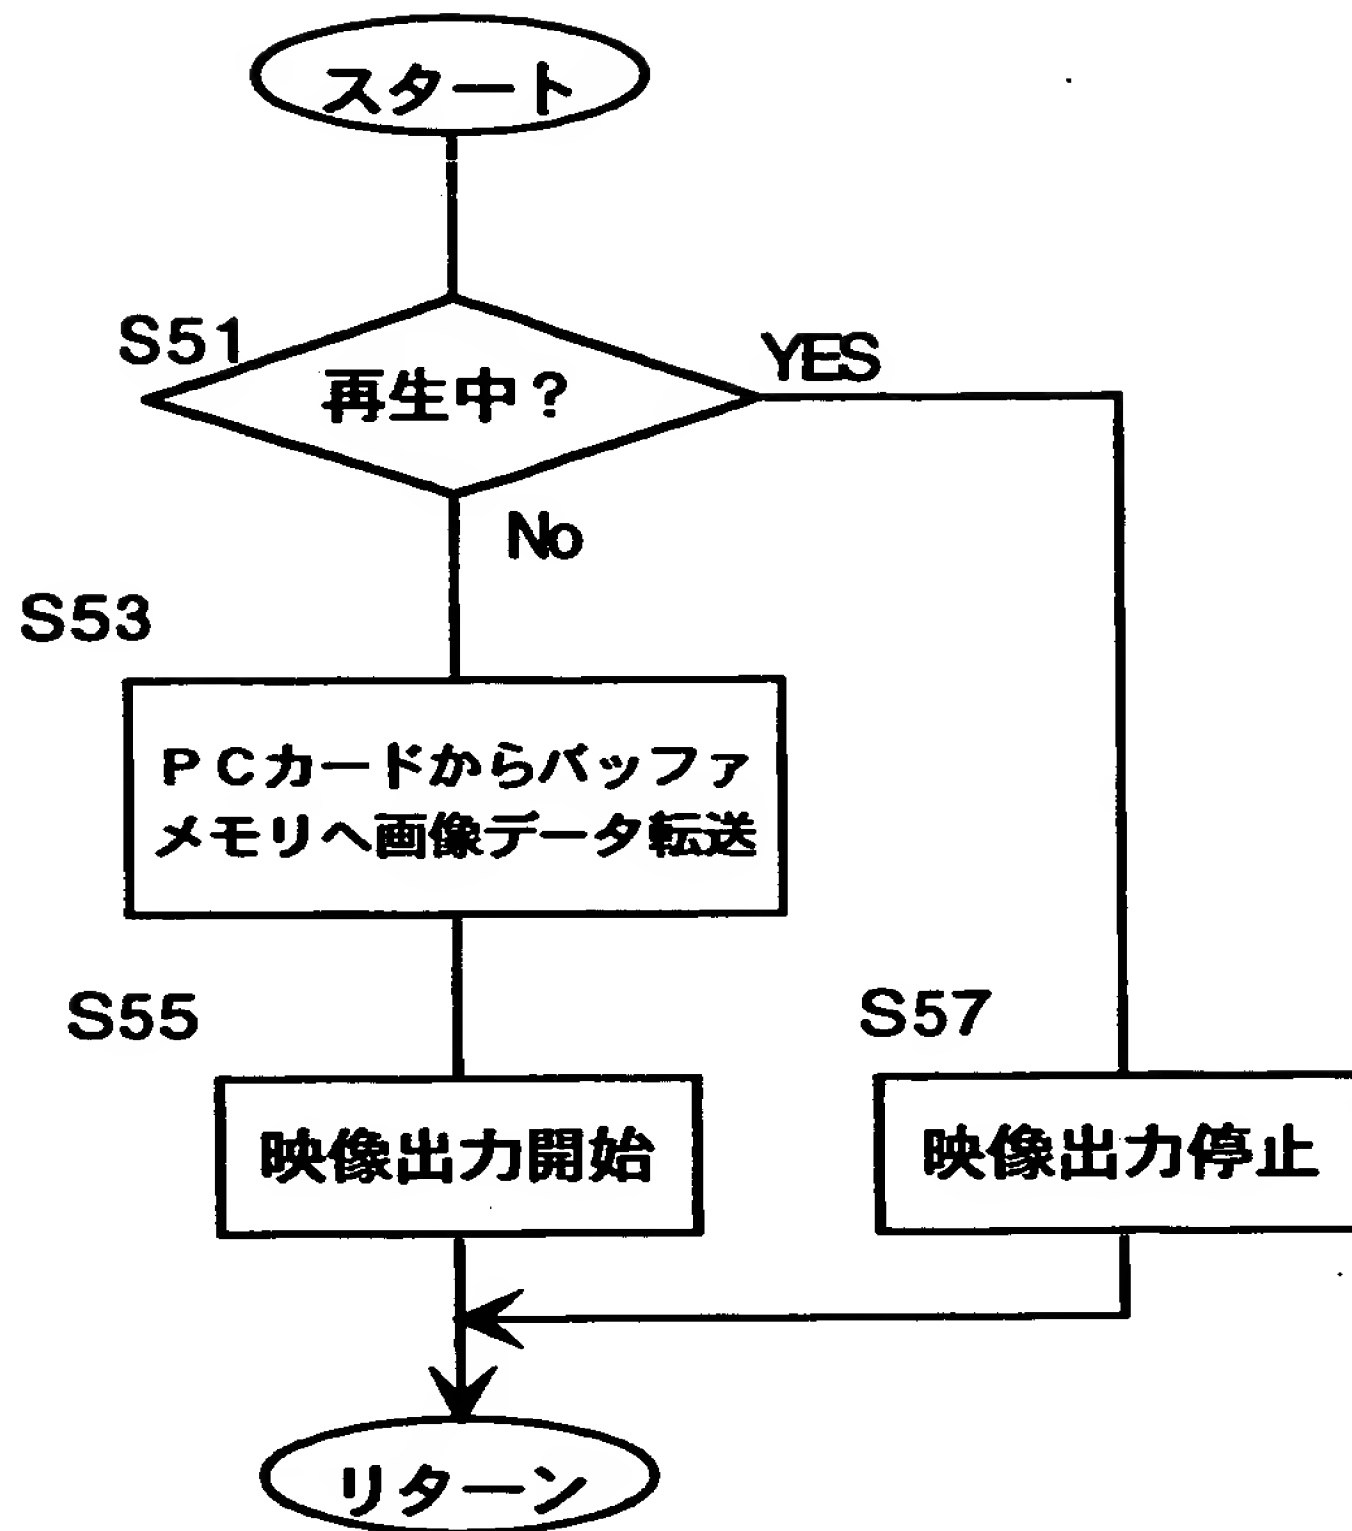 スタート
S51
再生中？
YES
No
S53
PCカードからバッファ
メモリへ画像データ転送
S55
映像出力開始
S57
映像出力停止
リターン